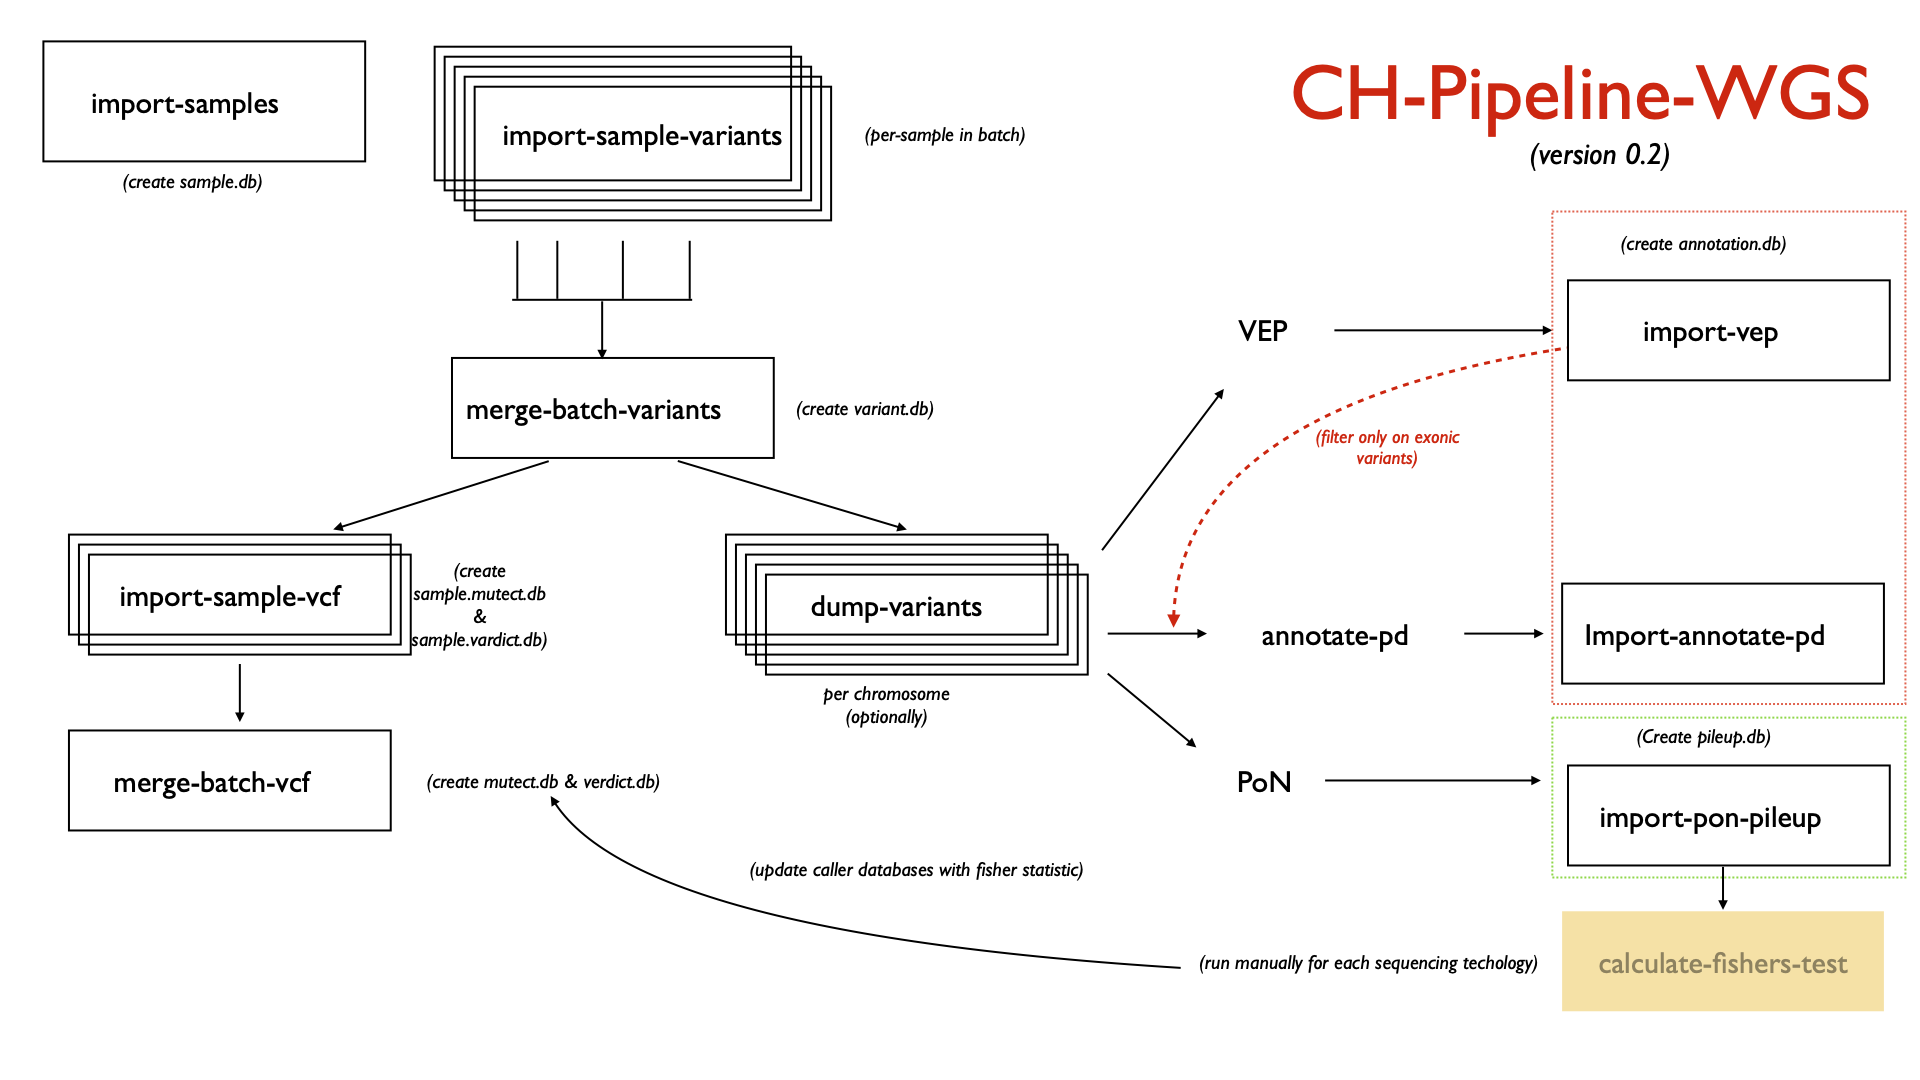 CH-Pipeline-WGS
(version 0.2)
import-samples
(create sample.db)
import-sample-variants
(per-sample in batch)
merge-batch-variants
(create variant.db)
import-sample-vcf
(create
sample.mutect.db
&
sample.vardict.db)
merge-batch-vcf
(create mutect.db & verdict.db)
dump-variants
per chromosome
(optionally)
VEP
(create annotation.db)
import-vep
(filter only on exonic
variants)
annotate-pd
Import-annotate-pd
PoN
(Create pileup.db)
import-pon-pileup
(update caller databases with fisher statistic)
(run manually for each sequencing techology)
calculate-fishers-test